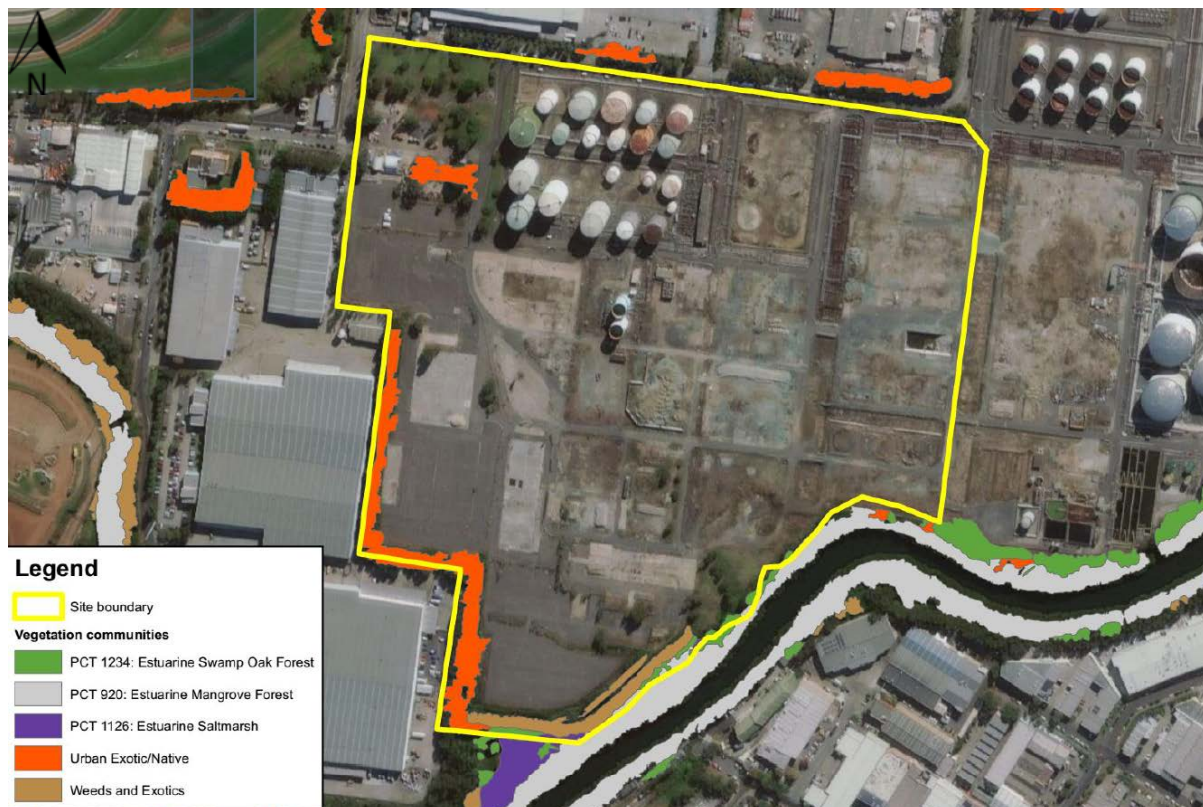 N
Legend
Site boundary
Vegetation communities
PCT 1234: Estuarine Swamp Oak Forest
PCT 920: Estuarine Mangrove Forest
PCT 1126: Estuarine Saltmarsh
Urban Exotic/Native
Weeds and Exotics